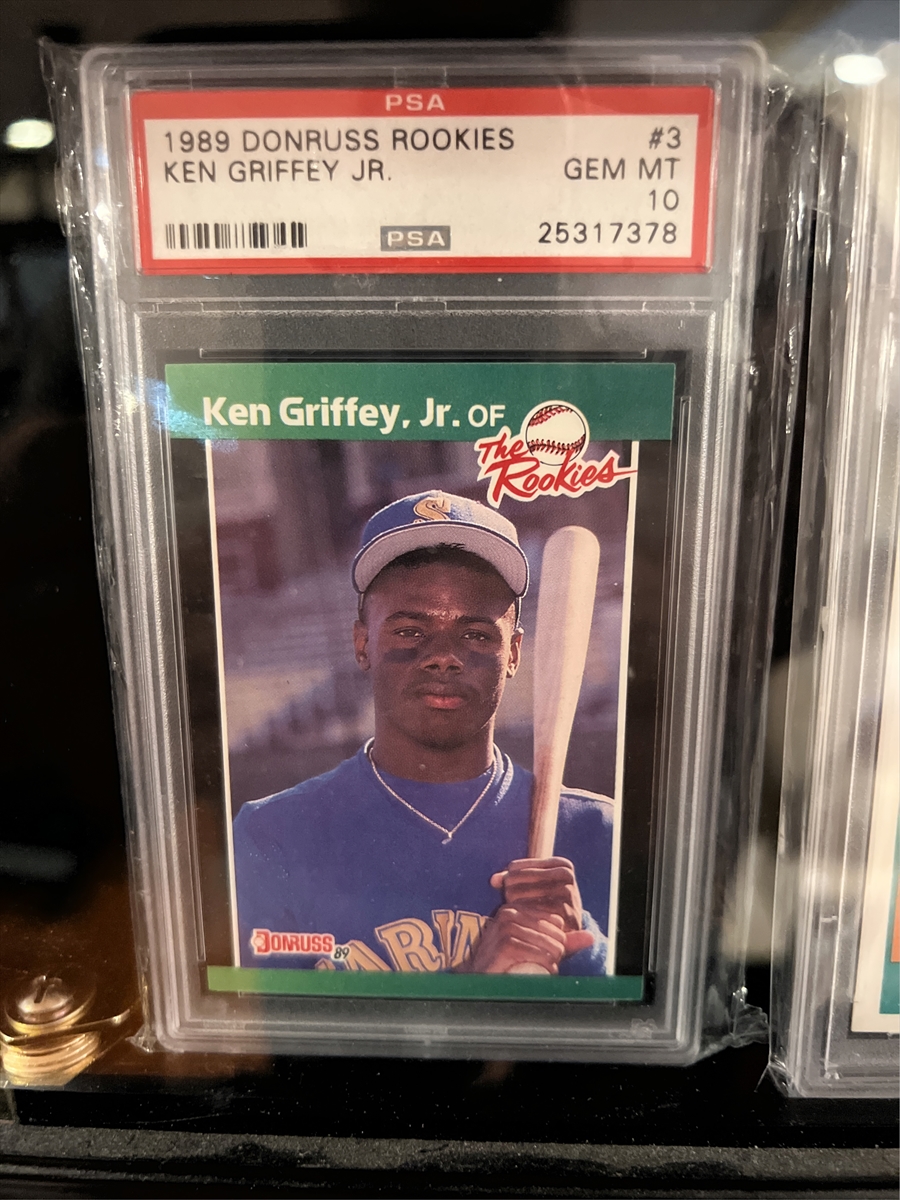 PSA
1989 DONRUSS ROOKIES #3
KEN GRIFFEY JR. GEM MT
10
PSA 25317378
Ken Griffey, Jr. OF
The
Rookies
S
DONRUSS 89
ARIN